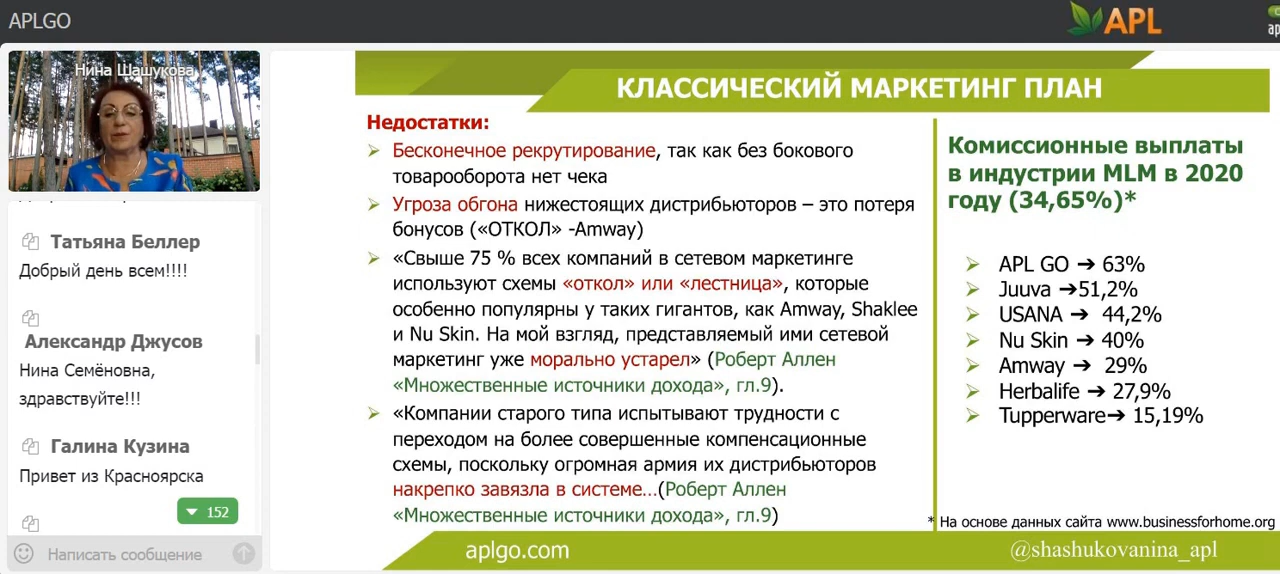 APLGO
APL
Нина Шашукова
Татьяна Беллер
Добрый день всем!!!!
Александр Джусов
Нина Семёновна,
здравствуйте!!!
Галина Кузина
Привет из Красноярска
152
Написать сообщение
КЛАССИЧЕСКИЙ МАРКЕТИНГ ПЛАН
Недостатки:
Бесконечное рекрутирование, так как без бокового
товарооборота нет чека
Угроза обгона нижестоящих дистрибьюторов – это потеря
бонусов («ОТКОЛ» -Amway)
«Свыше 75 % всех компаний в сетевом маркетинге
используют схемы «откол» или «лестница», которые
особенно популярны у таких гигантов, как Amway, Shaklee
и Nu Skin. На мой взгляд, представляемый ими сетевой
маркетинг уже морально устарел» (Роберт Аллен
«Множественные источники дохода», гл.9).
«Компании старого типа испытывают трудности с
переходом на более совершенные компенсационные
схемы, поскольку огромная армия их дистрибьюторов
накрепко завязла в системе…(Роберт Аллен
«Множественные источники дохода», гл.9)
Комиссионные выплаты
в индустрии MLM в 2020
году (34,65%)*
APL GO ➔ 63%
Juuva ➔51,2%
USANA ➔ 44,2%
Nu Skin ➔ 40%
Amway ➔ 29%
Herbalife ➔ 27,9%
Tupperware➔ 15,19%
* На основе данных сайта www.businessforhome.org
aplgo.com
@shashukovanina_apl